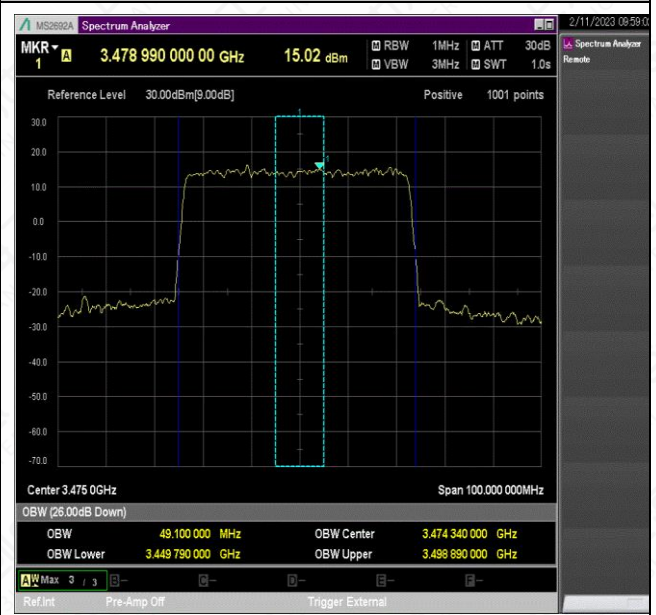 MS2692A Spectrum Analyzer
2/11/2023 09:59:0
MKR 1 A 3.478 990 000 00 GHz 15.02 dBm
M RBW 1MHz M ATT 30dB
M VBW 3MHz M SWT 1.0s
Spectrum Analyzer
Remote
Reference Level 30.00dBm[9.00dB] Positive 1001 points
1
30.0
20.0
1
10.0
0.0
-10.0
-20.0
-30.0
-40.0
-50.0
-60.0
-70.0
Center 3.475 0GHz Span 100.000 000MHz
OBW (26.00dB Down)
OBW 49.100 000 MHz OBW Center 3.474 340 000 GHz
OBW Lower 3.449 790 000 GHz OBW Upper 3.498 890 000 GHz
A W Max 3 / 3 B- C- D- E- F-
Ref.Int Pre-Amp Off Trigger External